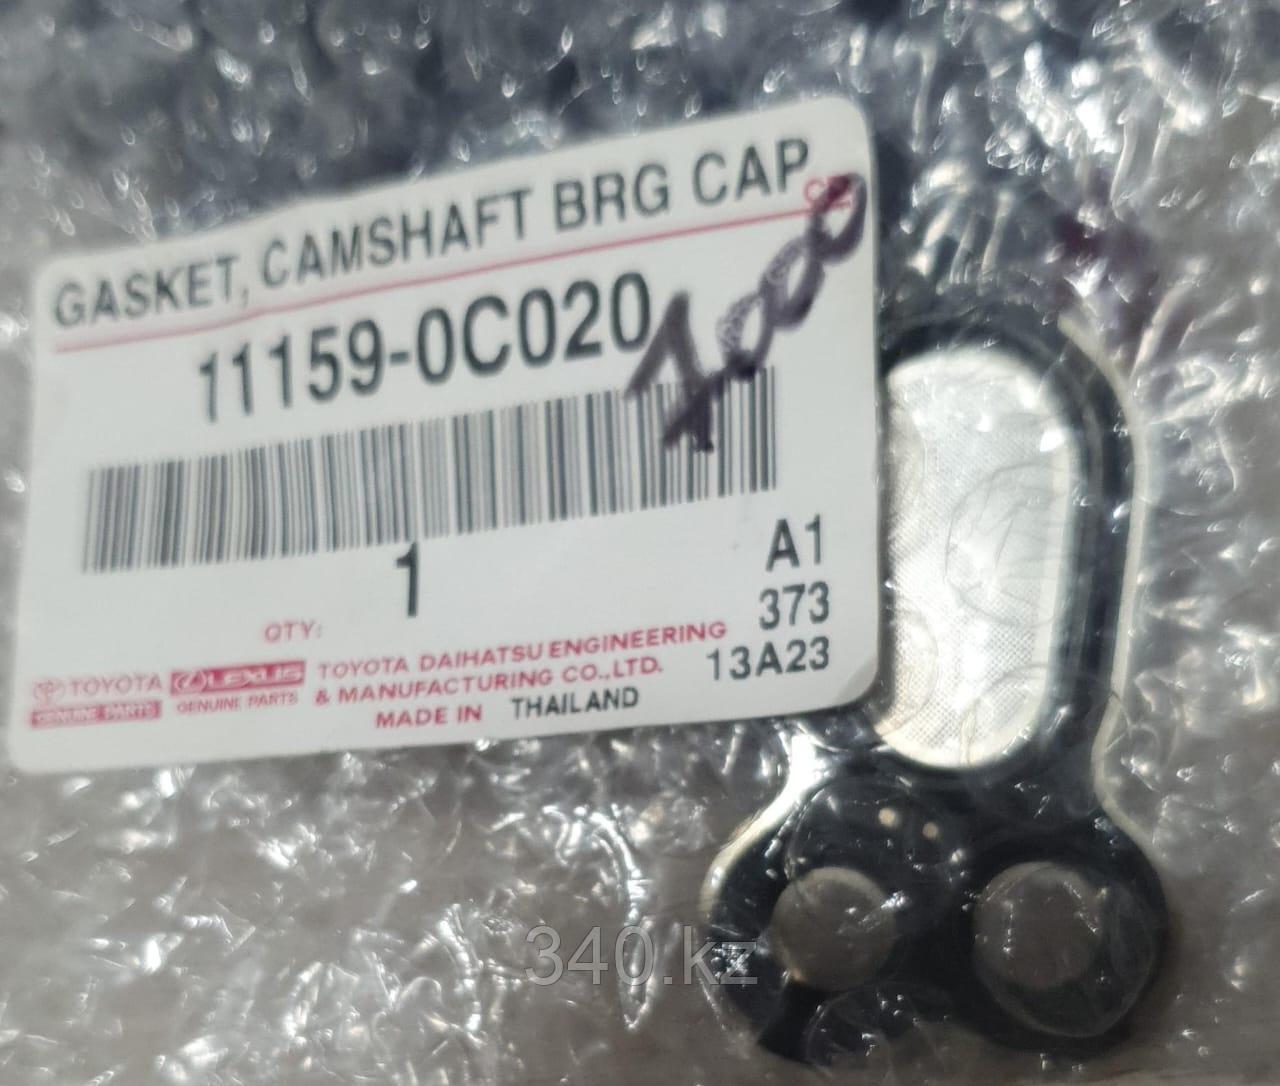 GASKET, CAMSHAFT BRG CAP
11159-0C020
1
QTY:
A1
373
13A23
TOYOTA
GENUINE PARTS
LEXUS
GENUINE PARTS
TOYOTA DAIHATSU ENGINEERING
& MANUFACTURING CO.,LTD.
MADE IN THAILAND
340.kz